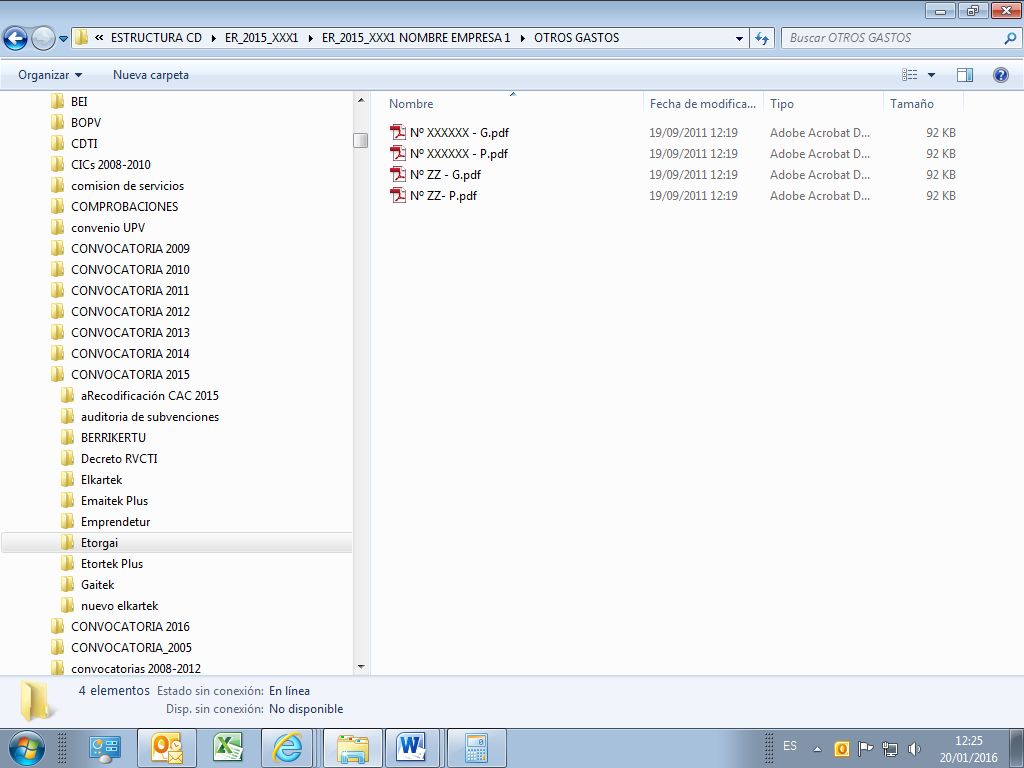 « ESTRUCTURA CD ▸ ER_2015_XXX1 ▸ ER_2015_XXX1 NOMBRE EMPRESA 1 ▸ OTROS GASTOS
Buscar OTROS GASTOS
Organizar Nueva carpeta
BEI
BOPV
CDTI
CICs 2008-2010
comision de servicios
COMPROBACIONES
convenio UPV
CONVOCATORIA 2009
CONVOCATORIA 2010
CONVOCATORIA 2011
CONVOCATORIA 2012
CONVOCATORIA 2013
CONVOCATORIA 2014
CONVOCATORIA 2015
aRecodificación CAC 2015
auditoria de subvenciones
BERRIKERTU
Decreto RVCTI
Elkartek
Emaitek Plus
Emprendetur
Etorgai
Etortek Plus
Gaitek
nuevo elkartek
CONVOCATORIA 2016
CONVOCATORIA_2005
convocatorias 2008-2012
Nombre Fecha de modifica... Tipo Tamaño
Nº XXXXXX - G.pdf 19/09/2011 12:19 Adobe Acrobat D... 92 KB
Nº XXXXXX - P.pdf 19/09/2011 12:19 Adobe Acrobat D... 92 KB
Nº ZZ - G.pdf 19/09/2011 12:19 Adobe Acrobat D... 92 KB
Nº ZZ- P.pdf 19/09/2011 12:19 Adobe Acrobat D... 92 KB
4 elementos Estado sin conexión: En línea
Disp. sin conexión: No disponible
ES
12:25
20/01/2016